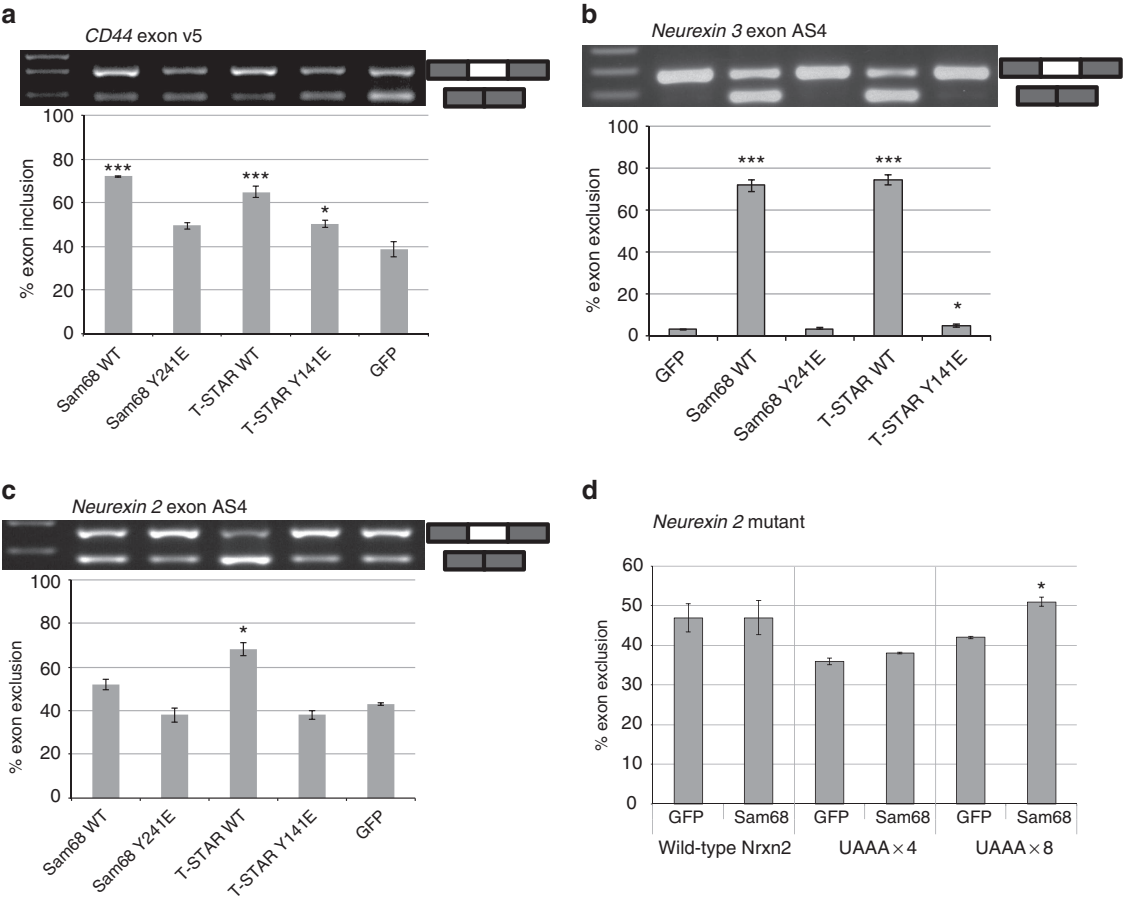 a
CD44 exon v5
100
80
60
40
20
0
% exon inclusion
***
***
*
Sam68 WT
Sam68 Y241E
T-STAR WT
T-STAR Y141E
GFP
b
Neurexin 3 exon AS4
100
80
60
40
20
0
% exon exclusion
***
***
*
GFP
Sam68 WT
Sam68 Y241E
T-STAR WT
T-STAR Y141E
c
Neurexin 2 exon AS4
100
80
60
40
20
0
% exon exclusion
*
Sam68 WT
Sam68 Y241E
T-STAR WT
T-STAR Y141E
GFP
d
Neurexin 2 mutant
60
50
40
30
20
10
0
% exon exclusion
*
GFP Sam68 GFP Sam68 GFP Sam68
Wild-type Nrxn2 UAAA×4 UAAA×8